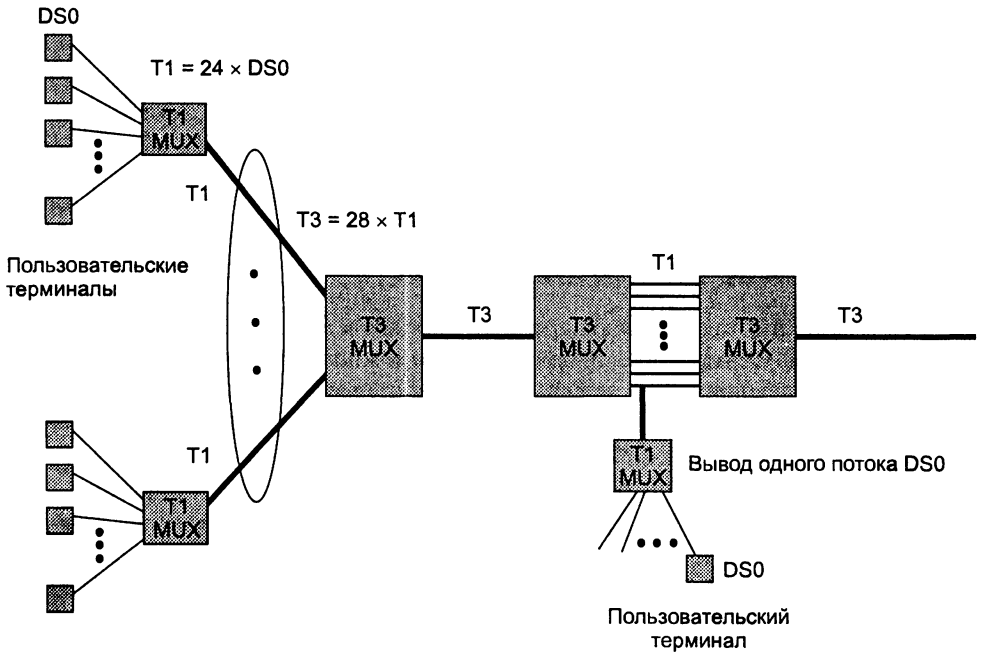 DS0
T1 = 24 × DS0
T1
MUX
T1
T3 = 28 × T1
Пользовательские
терминалы
T3
MUX
T3
T3
MUX
T1
T3
MUX
T3
T1
T1
MUX
T1
MUX
Вывод одного потока DS0
DS0
Пользовательский
терминал